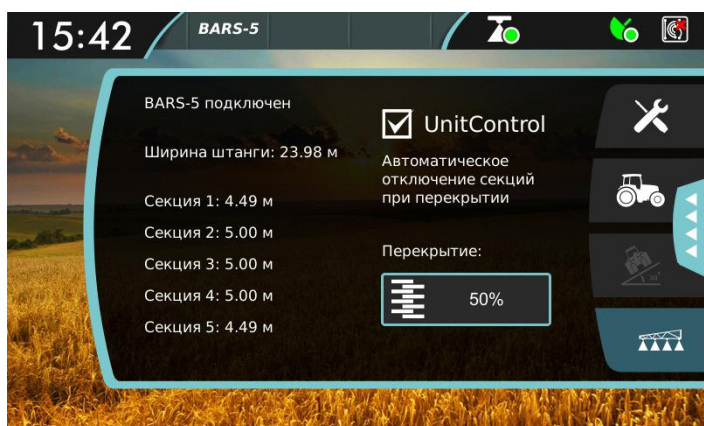 15:42
BARS-5
BARS-5 подключен
Ширина штанги: 23.98 м
Секция 1: 4.49 м
Секция 2: 5.00 м
Секция 3: 5.00 м
Секция 4: 5.00 м
Секция 5: 4.49 м
UnitControl
Автоматическое
отключение секций
при перекрытии
Перекрытие:
50%
30°